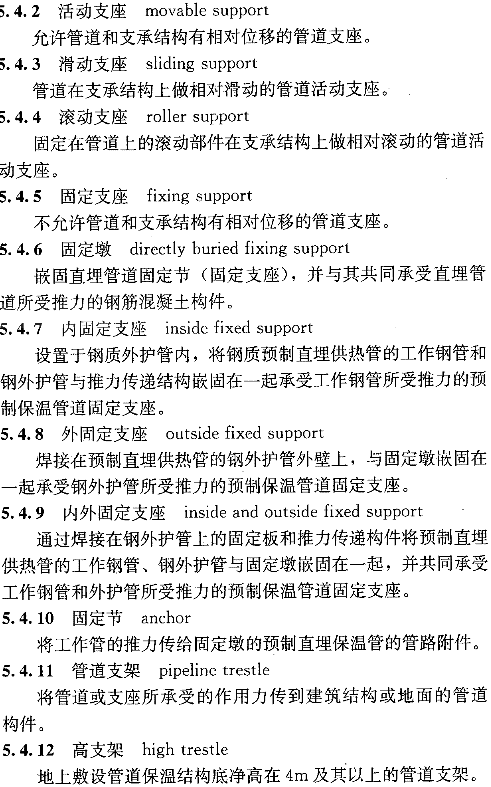 5.4.2 活动支座 movable support
允许管道和支承结构有相对位移的管道支座。
5.4.3 滑动支座 sliding support
管道在支承结构上做相对滑动的管道活动支座。
5.4.4 滚动支座 roller support
固定在管道上的滚动部件在支承结构上做相对滚动的管道活
动支座。
5.4.5 固定支座 fixing support
不允许管道和支承结构有相对位移的管道支座。
5.4.6 固定墩 directly buried fixing support
嵌固直埋管道固定节（固定支座），并与其共同承受直埋管
道所受推力的钢筋混凝土构件。
5.4.7 内固定支座 inside fixed support
设置于钢质外护管内，将钢质预制直埋供热管的工作钢管和
钢外护管与推力传递结构嵌固在一起承受工作钢管所受推力的预
制保温管道固定支座。
5.4.8 外固定支座 outside fixed support
焊接在预制直埋供热管的钢外护管外壁上，与固定墩嵌固在
一起承受钢外护管所受推力的预制保温管道固定支座。
5.4.9 内外固定支座 inside and outside fixed support
通过焊接在钢外护管上的固定板和推力传递构件将预制直埋
供热管的工作钢管、钢外护管与固定墩嵌固在一起，并共同承受
工作钢管和外护管所受推力的预制保温管道固定支座。
5.4.10 固定节 anchor
将工作管的推力传给固定墩的预制直埋保温管的管路附件。
5.4.11 管道支架 pipeline trestle
将管道或支座所承受的作用力传到建筑结构或地面的管道
构件。
5.4.12 高支架 high trestle
地上敷设管道保温结构底净高在4m及其以上的管道支架。